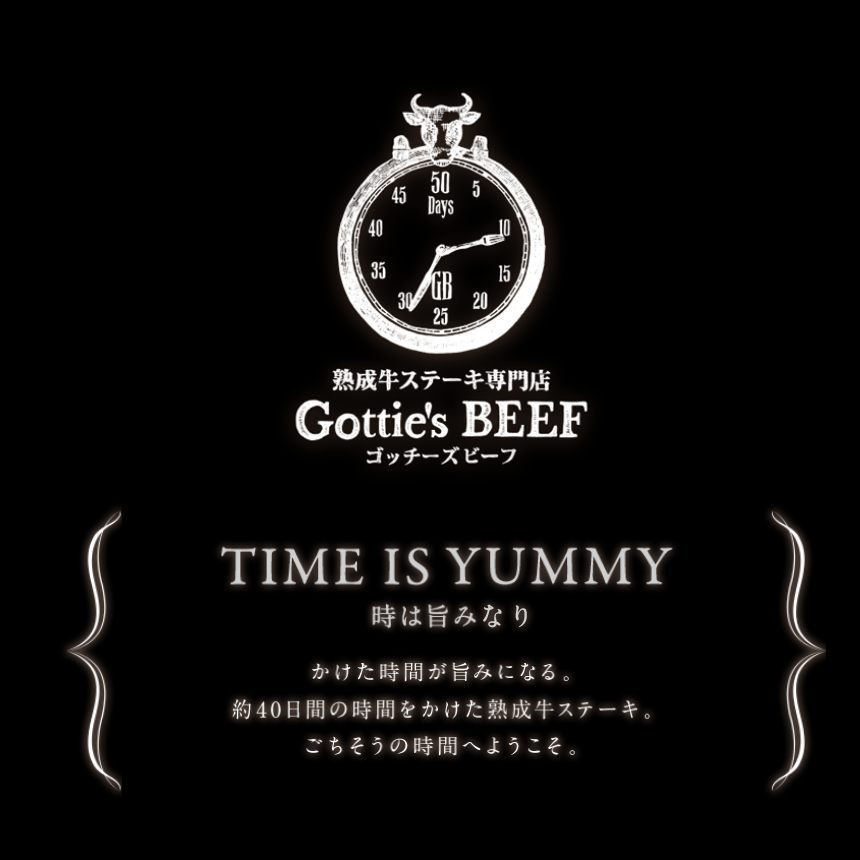 50
Days
5
10
15
20
25
30
35
40
45
GB
熟成牛ステーキ専門店
Gottie's BEEF
ゴッチーズビーフ
TIME IS YUMMY
時は旨みなり
かけた時間が旨みになる。
約40日間の時間をかけた熟成牛ステーキ。
ごちそうの時間へようこそ。